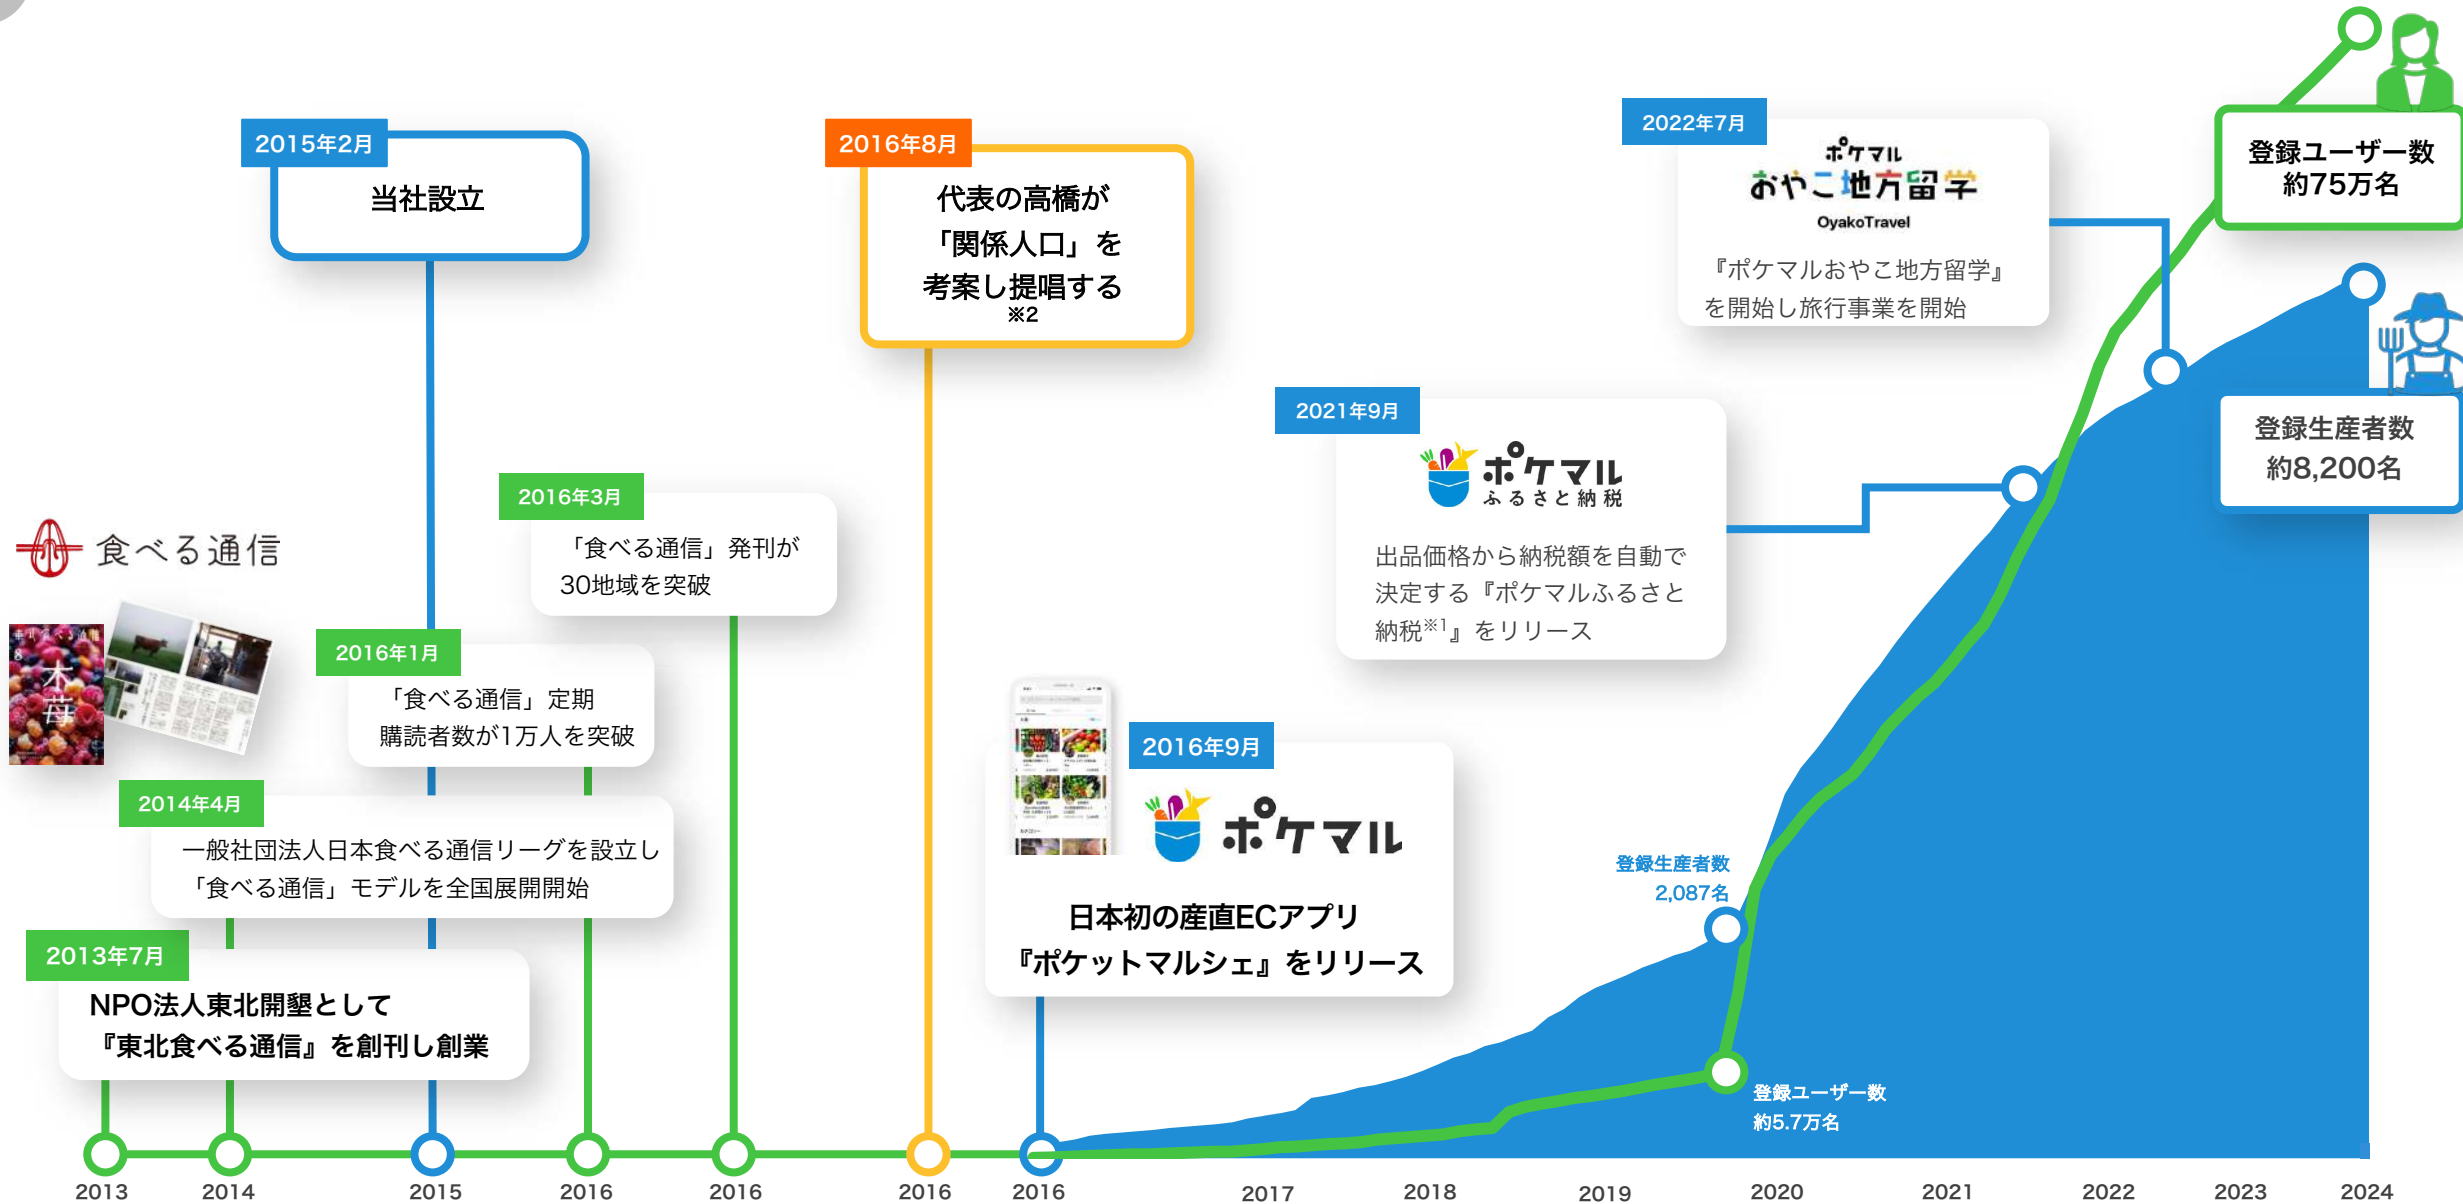 2013年7月
NPO法人東北開墾として
『東北食べる通信』を創刊し創業
2014年4月
一般社団法人日本食べる通信リーグを設立し
「食べる通信」モデルを全国展開開始
食べる通信
木苺
2015年2月
当社設立
2016年1月
「食べる通信」定期
購読者数が1万人を突破
2016年3月
「食べる通信」発刊が
30地域を突破
2016年8月
代表の高橋が
「関係人口」を
考案し提唱する
※2
2016年9月
ポケマル
日本初の産直ECアプリ
『ポケットマルシェ』をリリース
2021年9月
ポケマル
ふるさと納税
出品価格から納税額を自動で
決定する『ポケマルふるさと
納税※1』をリリース
2022年7月
ポケマル
おやこ地方留学
OyakoTravel
『ポケマルおやこ地方留学』
を開始し旅行事業を開始
登録ユーザー数
約75万名
登録生産者数
約8,200名
登録生産者数
2,087名
登録ユーザー数
約5.7万名
2013
2014
2015
2016
2016
2016
2016
2017
2018
2019
2020
2021
2022
2023
2024